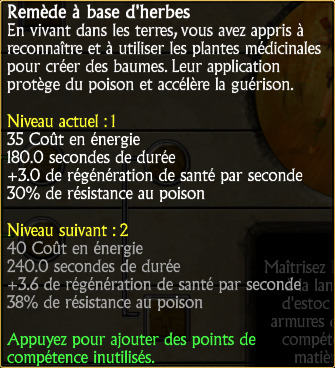 Remède à base d'herbes
En vivant dans les terres, vous avez appris à
reconnaître et à utiliser les plantes médicinales
pour créer des baumes. Leur application
protège du poison et accélère la guérison.
Niveau actuel : 1
35 Coût en énergie
180.0 secondes de durée
+3.0 de régénération de santé par seconde
30% de résistance au poison
Niveau suivant : 2
40 Coût en énergie
240.0 secondes de durée
+3.6 de régénération de santé par seconde
38% de résistance au poison
Appuyez pour ajouter des points de
compétence inutilisés.
Maîtrisez
la lan
d'estoc
armures
compét
matiè